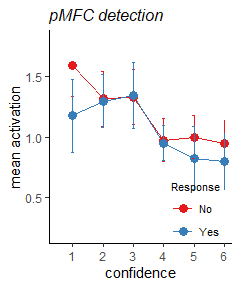 pMFC detection
mean activation
1.5
1.0
0.5
Response
No
Yes
1 2 3 4 5 6
confidence